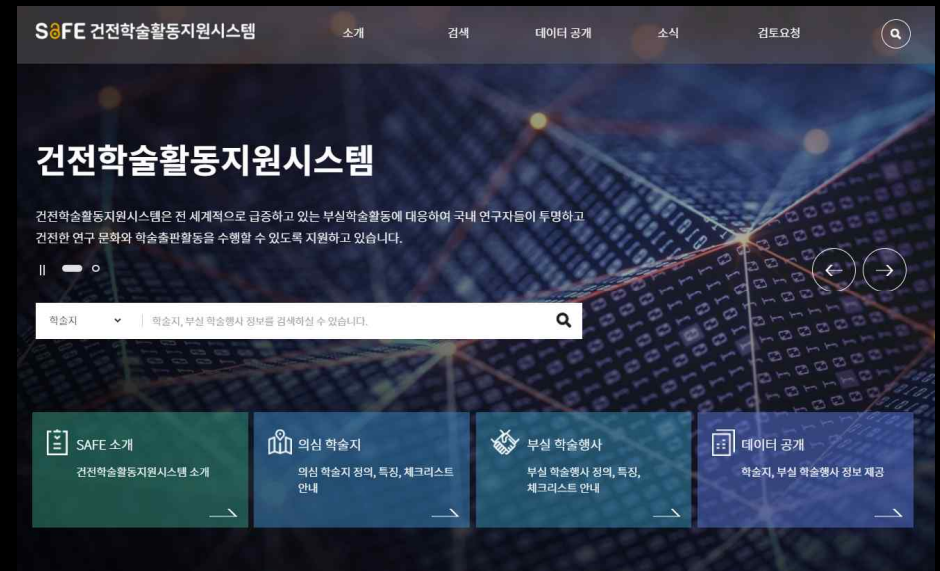 SAFE 건전학술활동지원시스템
소개
검색
데이터 공개
소식
검토요청
건전학술활동지원시스템
건전학술활동지원시스템은 전 세계적으로 급증하고 있는 부실학술활동에 대응하여 국내 연구자들이 투명하고
건전한 연구 문화와 학술출판활동을 수행할 수 있도록 지원하고 있습니다.
학술지
학술지, 부실 학술행사 정보를 검색하실 수 있습니다.
SAFE 소개
건전학술활동지원시스템 소개
의심 학술지
의심 학술지 정의, 특징, 체크리스트
안내
부실 학술행사
부실 학술행사 정의, 특징,
체크리스트 안내
데이터 공개
학술지, 부실 학술행사 정보 제공